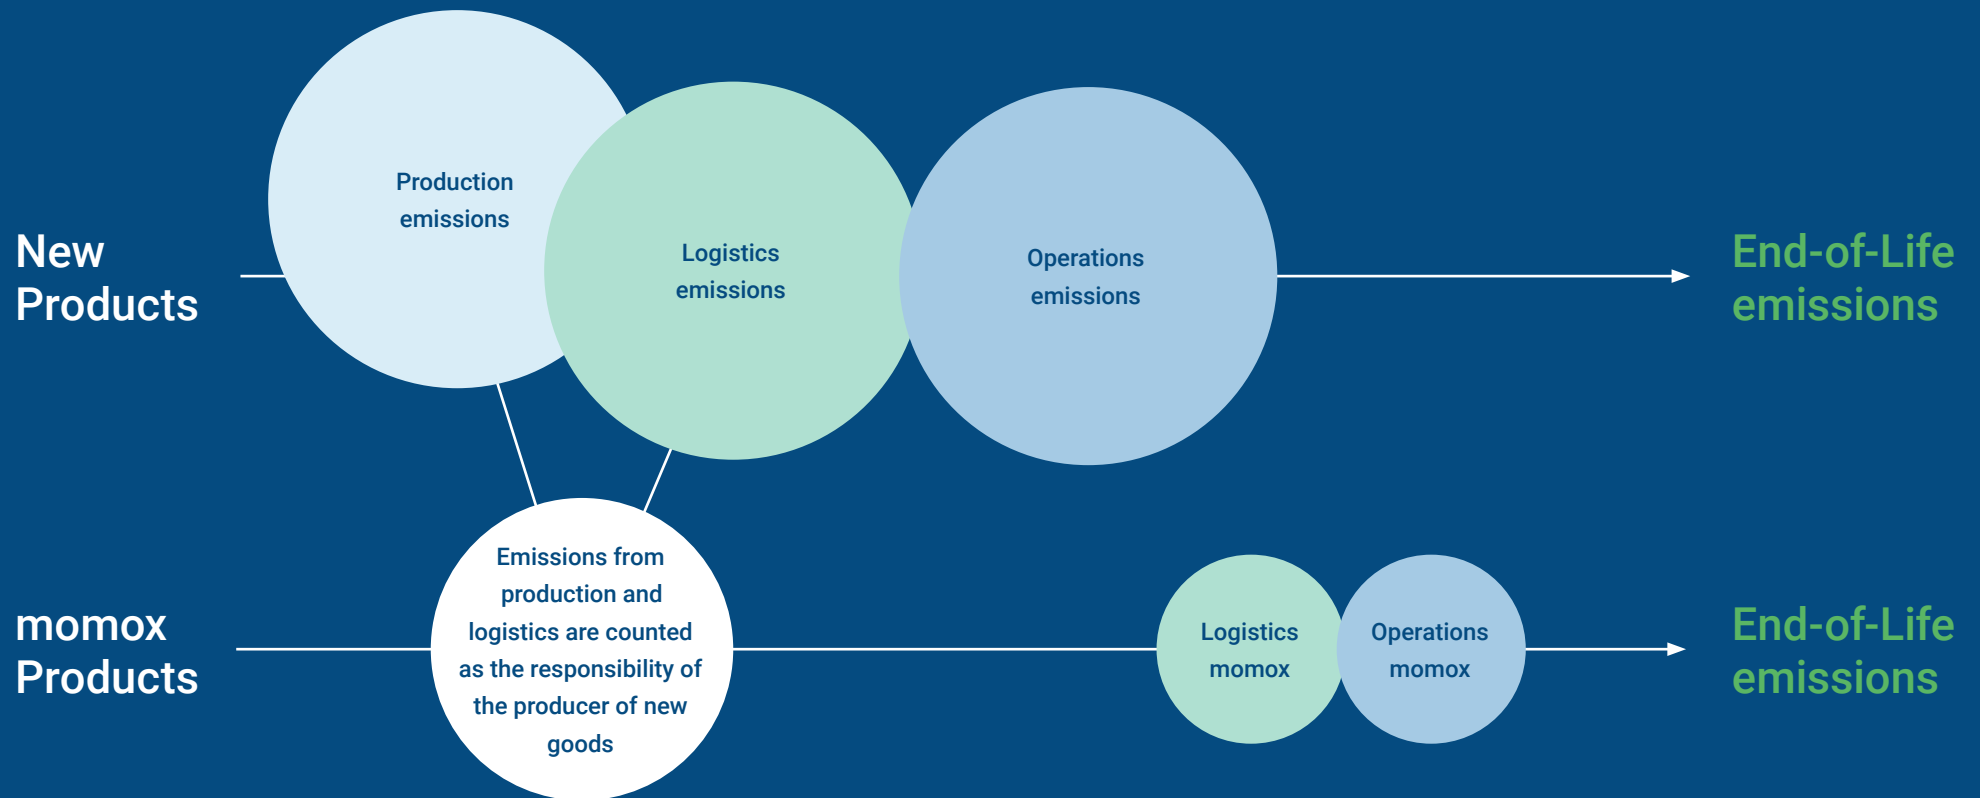 Production
emissions
Logistics
emissions
Operations
emissions
New
Products
End-of-Life
emissions
Emissions from
production and
logistics are counted
as the responsibility of
the producer of new
goods
momox
Products
Logistics
momox
Operations
momox
End-of-Life
emissions